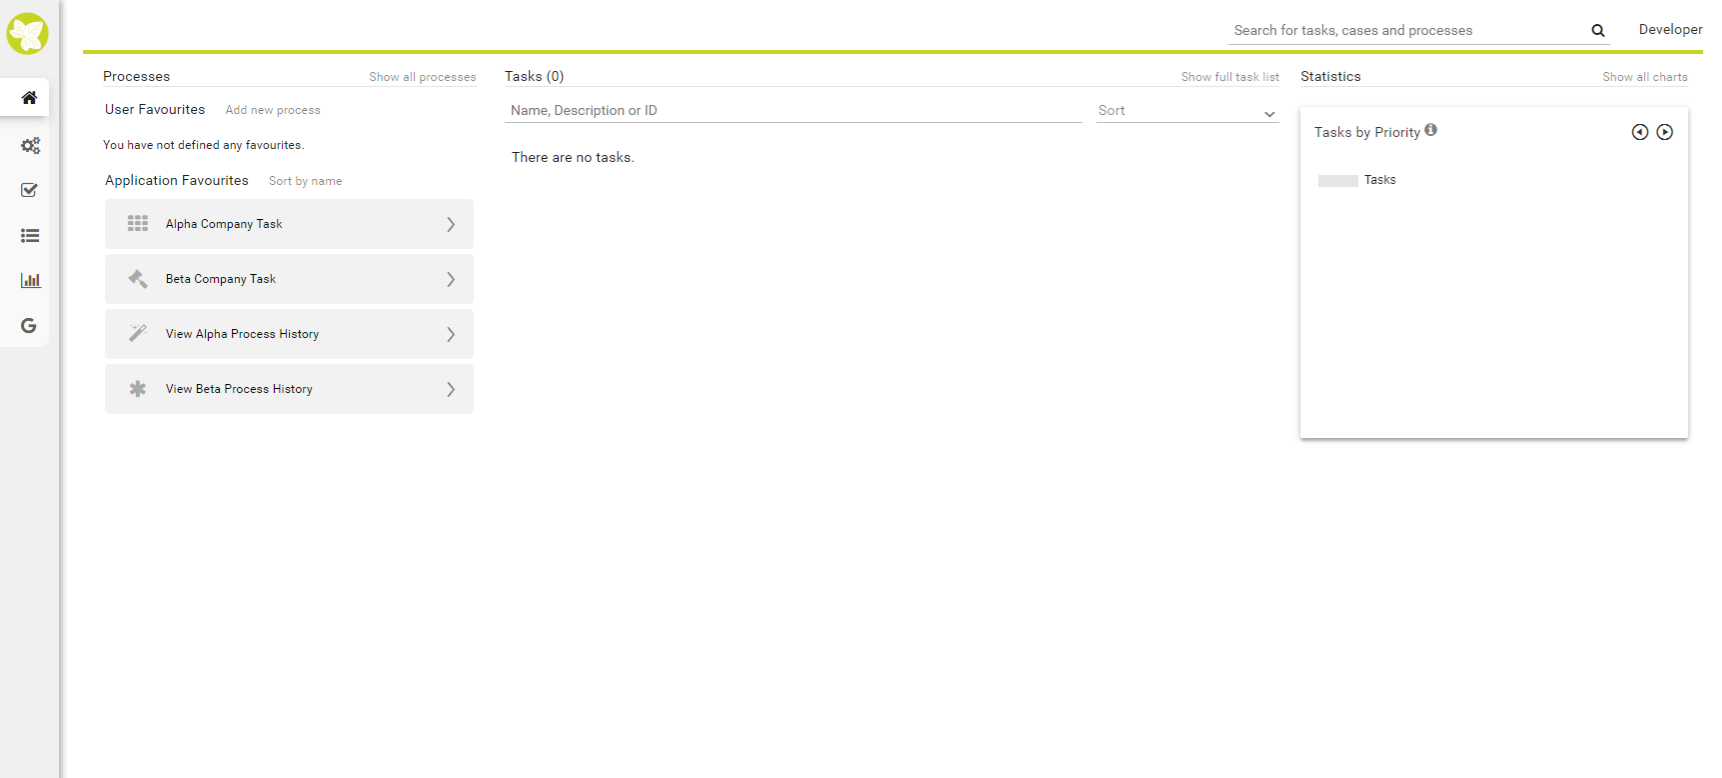 Search for tasks, cases and processes
Developer
Processes
Show all processes
User Favourites
Add new process
You have not defined any favourites.
Application Favourites
Sort by name
Alpha Company Task
Beta Company Task
View Alpha Process History
View Beta Process History
Tasks (0)
Show full task list
Name, Description or ID
Sort
There are no tasks.
Statistics
Show all charts
Tasks by Priority
Tasks